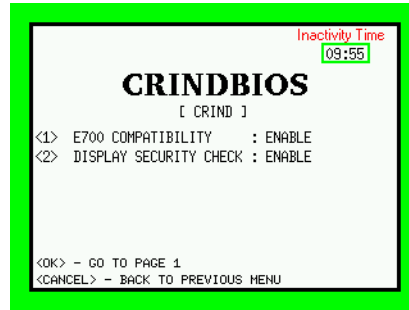 Inactivity Time
09:55
CRINDBIOS
[ CRIND ]
<1> E700 COMPATIBILITY : ENABLE
<2> DISPLAY SECURITY CHECK : ENABLE
<OK> - GO TO PAGE 1
<CANCEL> - BACK TO PREVIOUS MENU